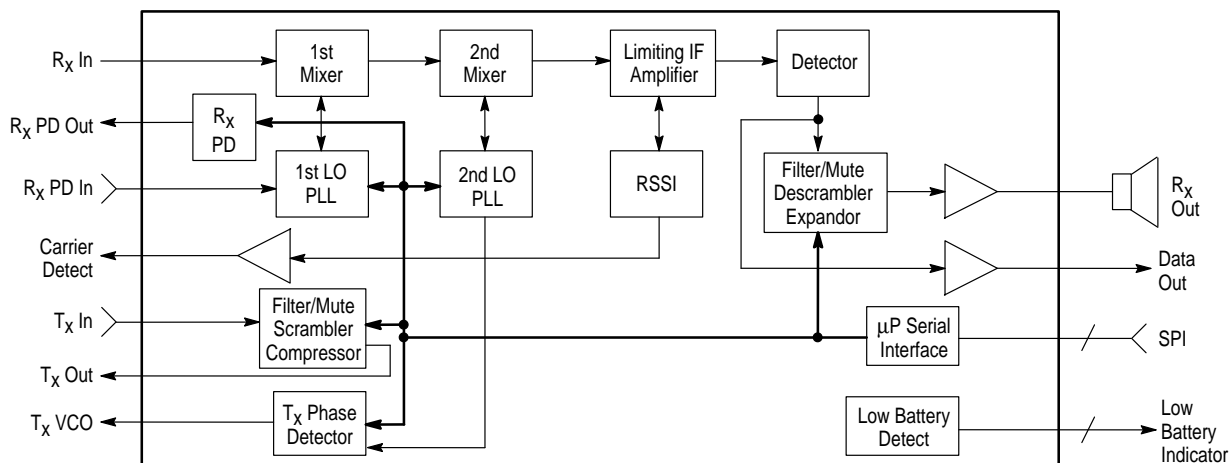 Rx In
1st
Mixer
2nd
Mixer
Limiting IF
Amplifier
Detector
Rx PD Out
Rx
PD
Rx PD In
1st LO
PLL
2nd LO
PLL
RSSI
Filter/Mute
Descrambler
Expandor
Rx
Out
Carrier
Detect
Data
Out
Tx In
Filter/Mute
Scrambler
Compressor
µP Serial
Interface
SPI
Tx Out
Tx VCO
Tx Phase
Detector
Low Battery
Detect
Low
Battery
Indicator